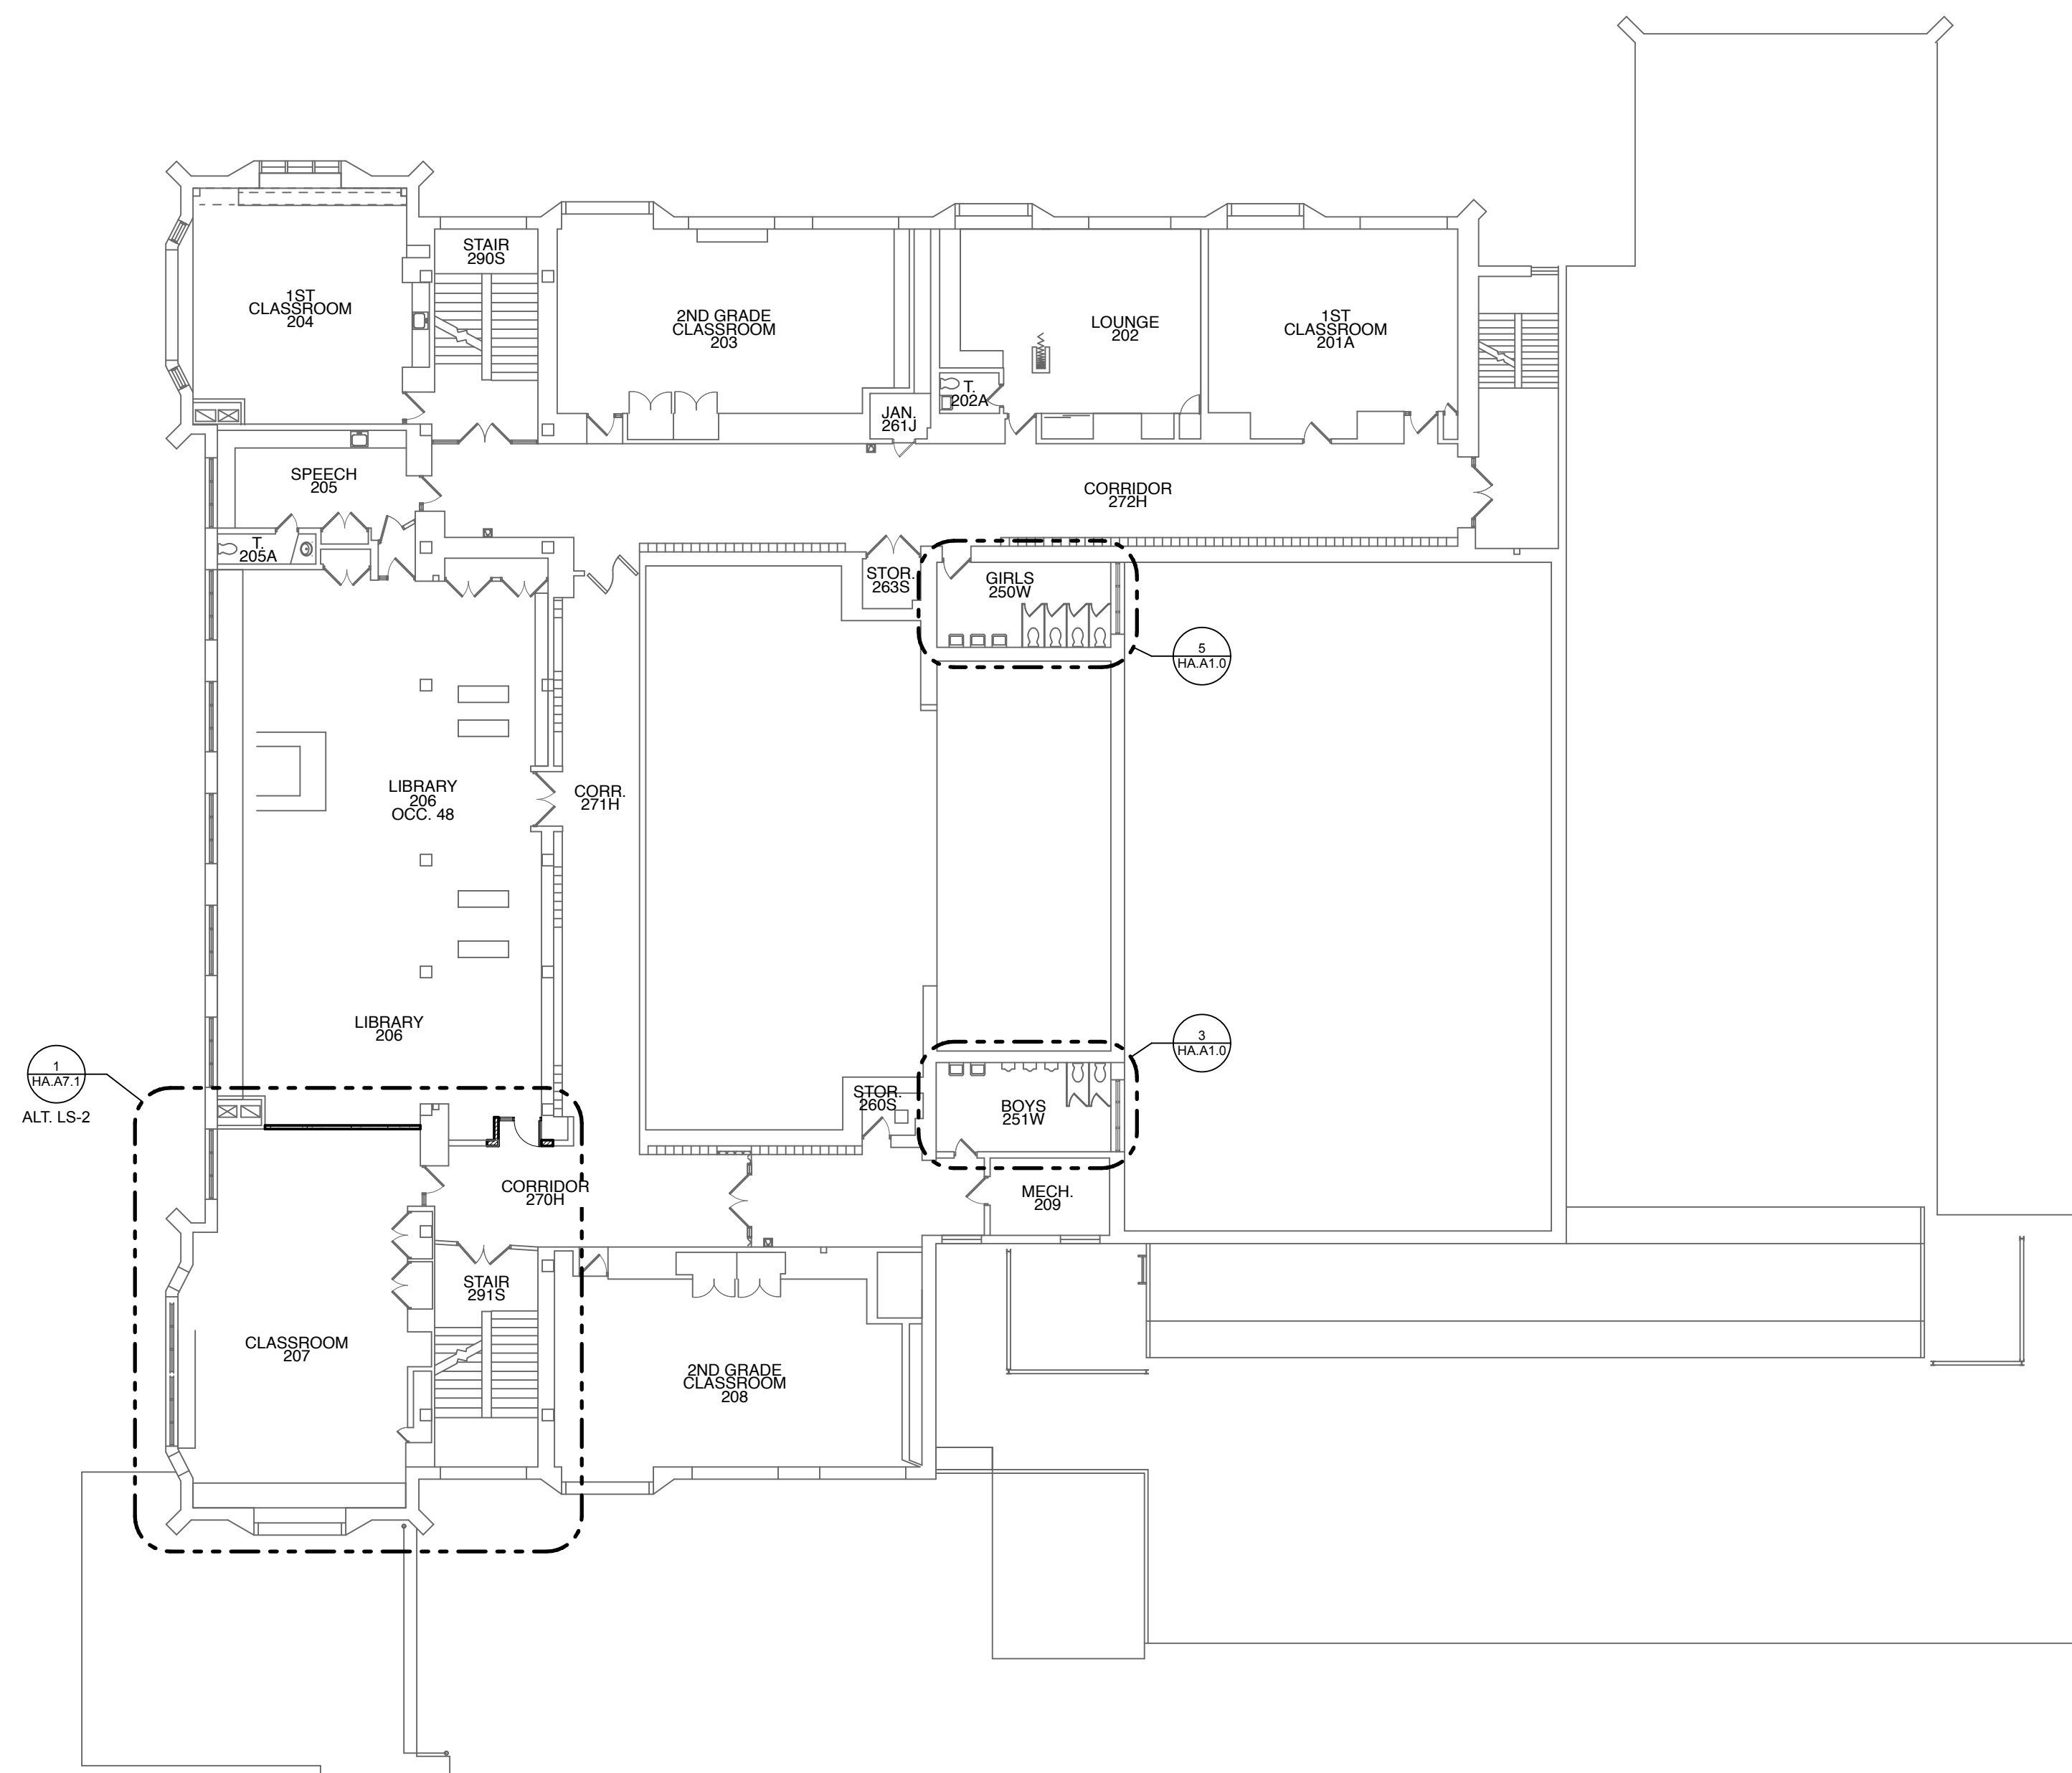 STAIR
290S
1ST
CLASSROOM
204
2ND GRADE
CLASSROOM
203
LOUNGE
202
1ST
CLASSROOM
201A
T.
202A
JAN.
261J
SPEECH
205
CORRIDOR
272H
T.
205A
STOR.
263S
GIRLS
250W
5
HA.A1.0
LIBRARY
206
OCC. 48
CORR.
271H
LIBRARY
206
3
HA.A1.0
1
HA.A7.1
ALT. LS-2
STOR.
260S
BOYS
251W
CORRIDOR
270H
MECH.
209
STAIR
291S
CLASSROOM
207
2ND GRADE
CLASSROOM
208